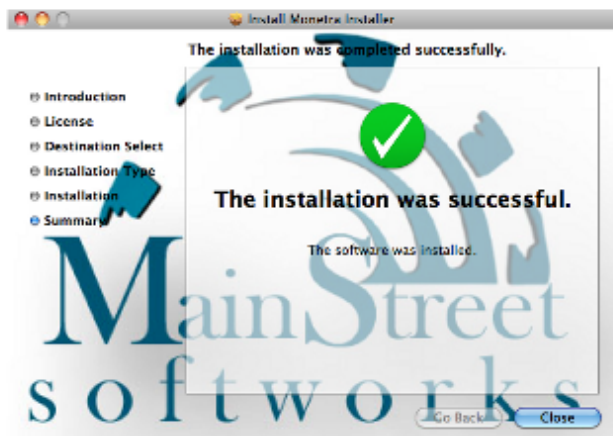 Install Monetra Installer
The installation was completed successfully.
Introduction
License
Destination Select
Installation Type
Installation
Summary
The installation was successful.
The software was installed.
MainStreet
softworks
Go Back
Close